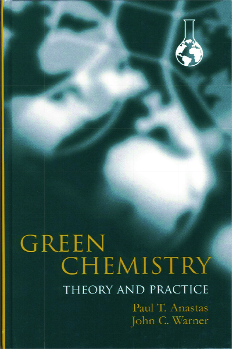 GREEN
CHEMISTRY
THEORY AND PRACTICE
Paul T. Anastas
John C. Warner